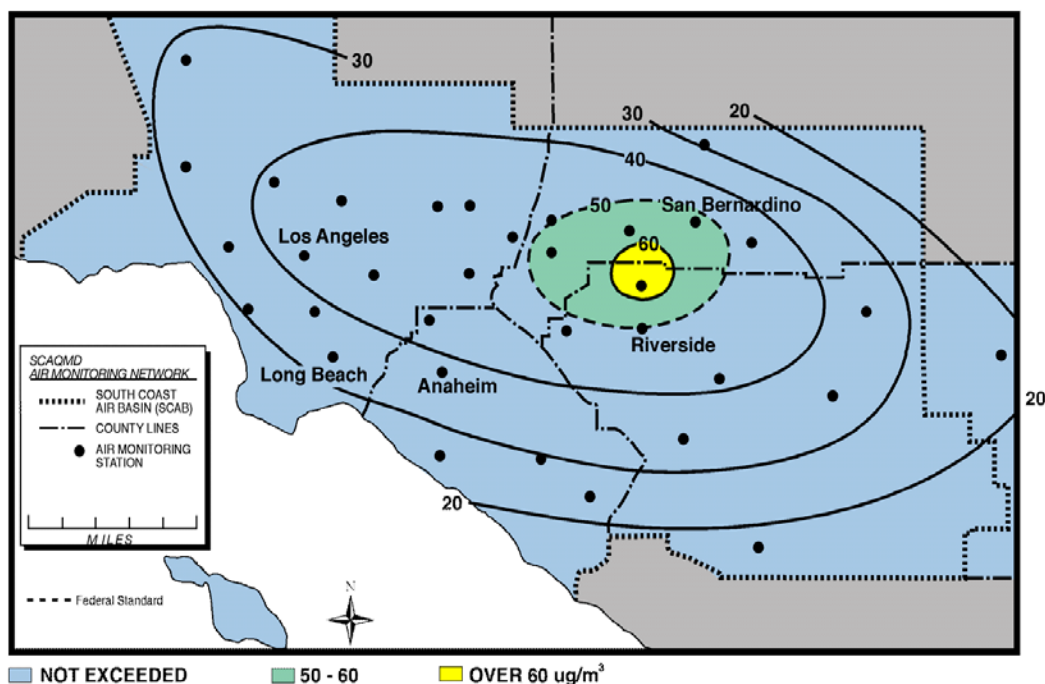 30
20
30
40
50
San Bernardino
Los Angeles
60
Riverside
Long Beach
Anaheim
20
20
SCAQMD
AIR MONITORING NETWORK
SOUTH COAST
AIR BASIN (SCAB)
COUNTY LINES
AIR MONITORING
STATION
MILES
Federal Standard
N
NOT EXCEEDED
50 - 60
OVER 60 ug/m³